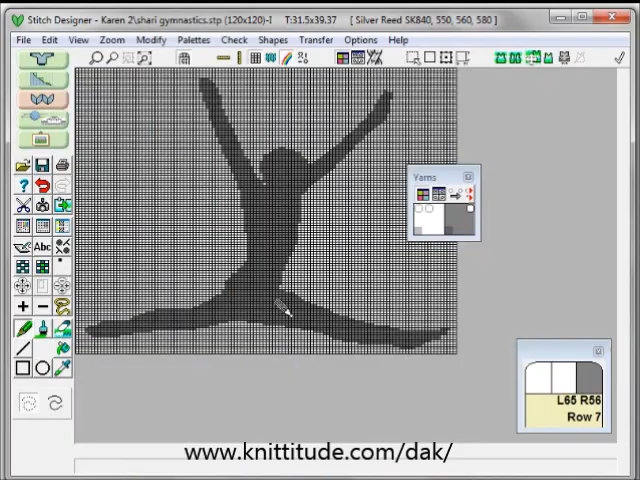 Stitch Designer - Karen 2\shari gymnastics.stp (120x120)-I T:31.5x39.37 [ Silver Reed SK840, 550, 560, 580 ]
File Edit View Zoom Modify Palettes Check Shapes Transfer Options Help
Yarns
Abc
L65 R56
Row 7
www.knittitude.com/dak/